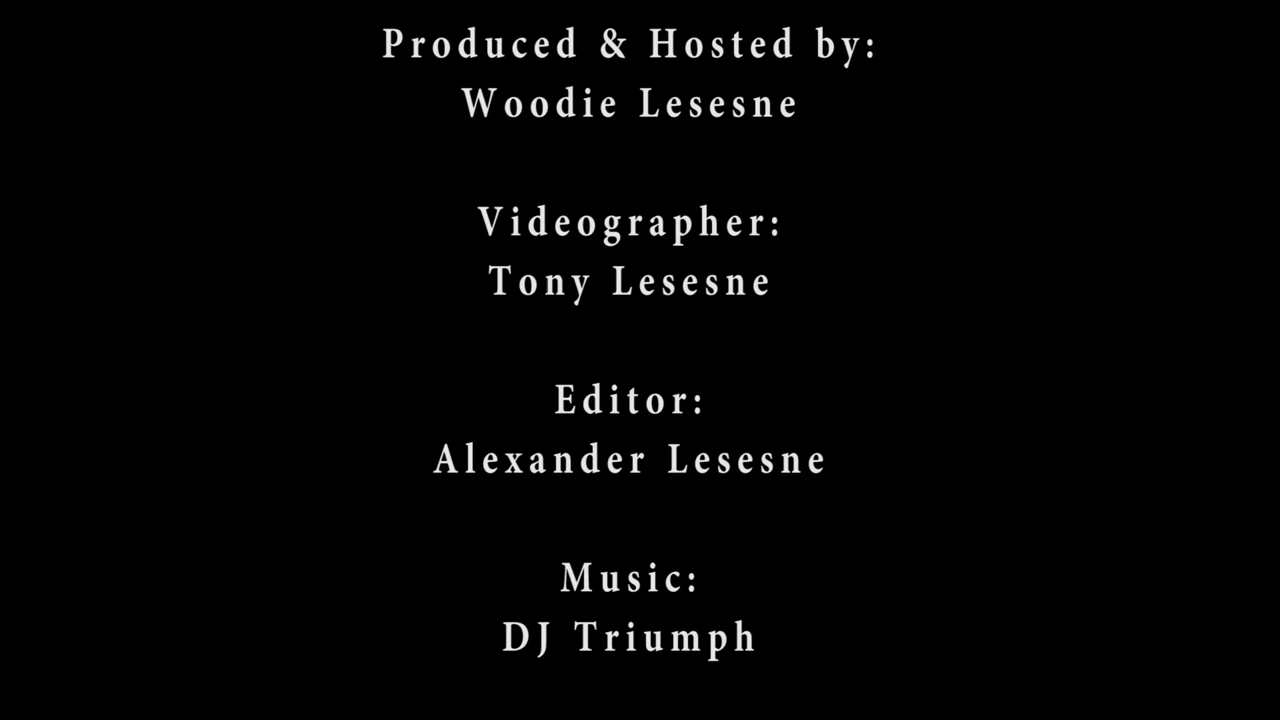 Produced & Hosted by:
Woodie Lesesne
Videographer:
Tony Lesesne
Editor:
Alexander Lesesne
Music:
DJ Triumph